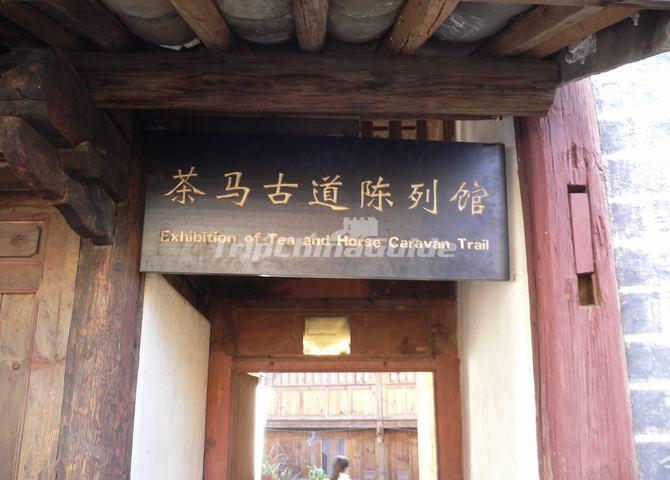 茶马古道陈列馆
Exhibition of Tea and Horse Caravan Trail
TripChinaGuide